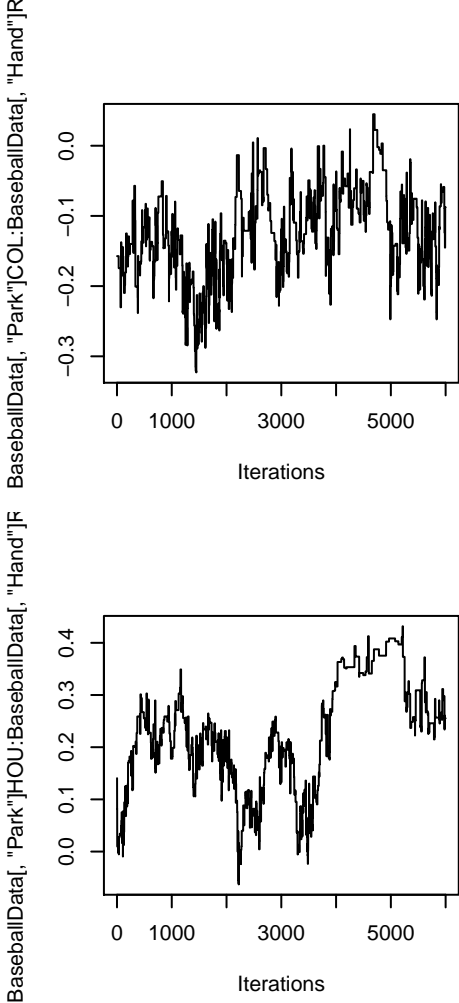 BaseballData[, "Park"]COL:BaseballData[, "Hand"]R
0.0
−0.1
−0.2
−0.3
0 1000 3000 5000
Iterations
BaseballData[, "Park"]HOU:BaseballData[, "Hand"]R
0.4
0.3
0.2
0.1
0.0
0 1000 3000 5000
Iterations